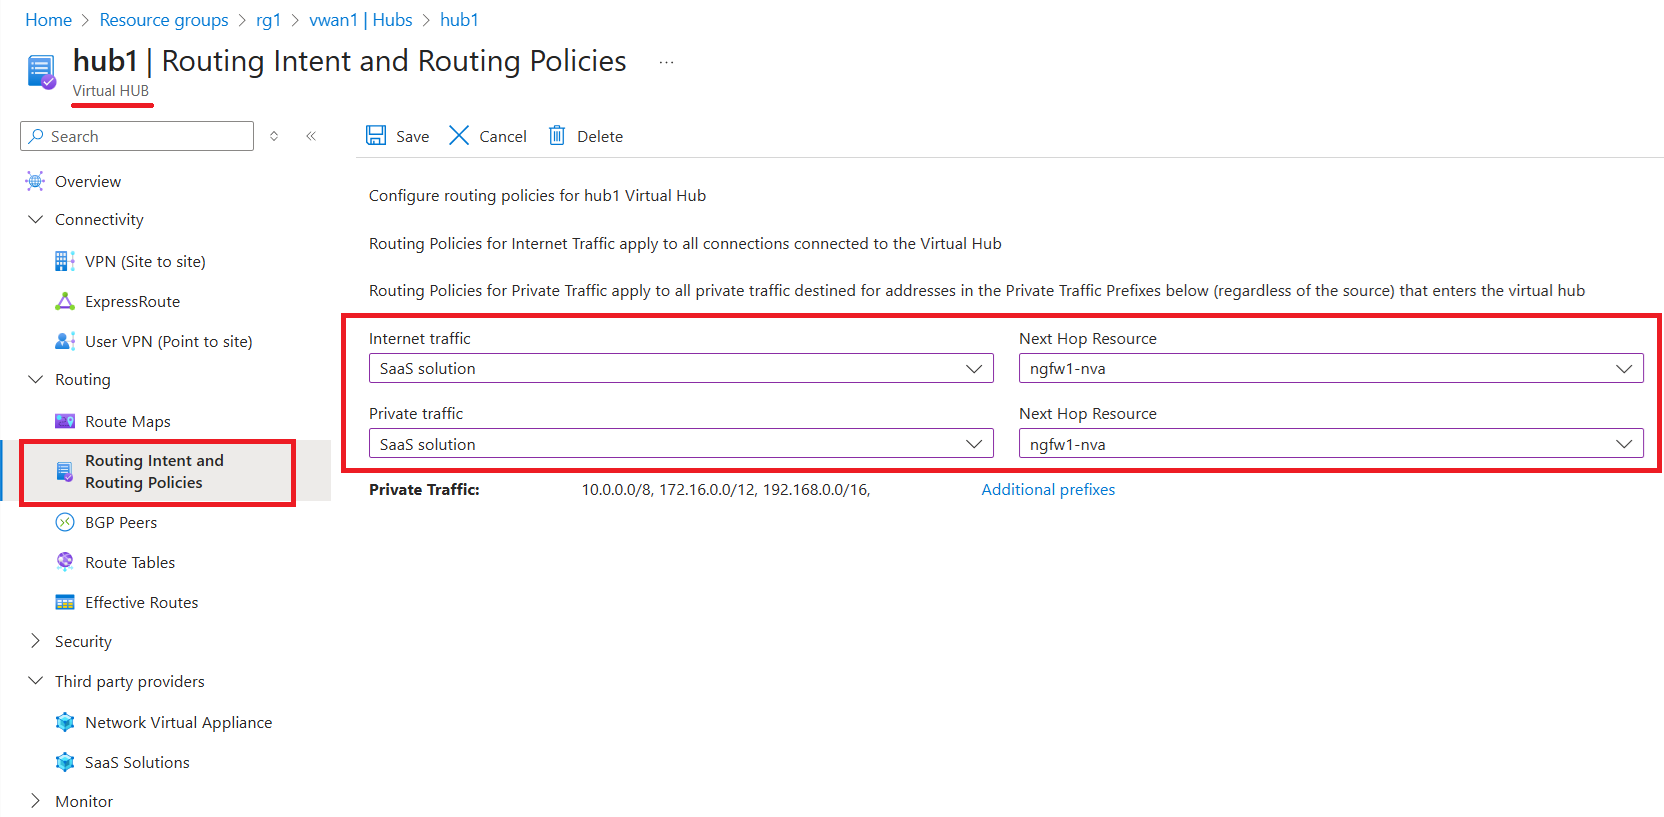 Home > Resource groups > rg1 > vwan1 | Hubs > hub1
hub1 | Routing Intent and Routing Policies ...
Virtual HUB
Search
Save Cancel Delete
Overview
Connectivity
VPN (Site to site)
ExpressRoute
User VPN (Point to site)
Routing
Route Maps
Routing Intent and
Routing Policies
BGP Peers
Route Tables
Effective Routes
Security
Third party providers
Network Virtual Appliance
SaaS Solutions
Monitor
Configure routing policies for hub1 Virtual Hub
Routing Policies for Internet Traffic apply to all connections connected to the Virtual Hub
Routing Policies for Private Traffic apply to all private traffic destined for addresses in the Private Traffic Prefixes below (regardless of the source) that enters the virtual hub
Internet traffic Next Hop Resource
SaaS solution ngfw1-nva
Private traffic Next Hop Resource
SaaS solution ngfw1-nva
Private Traffic: 10.0.0.0/8, 172.16.0.0/12, 192.168.0.0/16, Additional prefixes